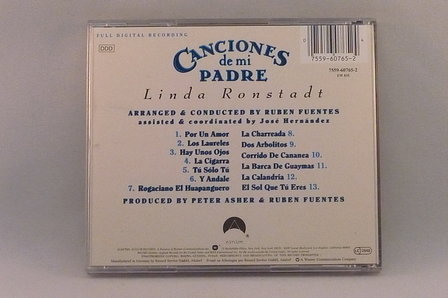 FULL DIGITAL RECORDING
DDD
7559-60765-2
7559-60765-2
CANCIONES
de mi
PADRE
Linda Ronstadt
ARRANGED & CONDUCTED BY RUBEN FUENTES
assisted & coordinated by José Hernández
1. Por Un Amor
2. Los Laureles
3. Hay Unos Ojos
4. La Cigarra
5. Tú Sólo Tú
6. Y Andale
7. Rogaciano El Huapanguero
La Charreada 8.
Dos Arbolitos 9.
Corrido De Cananea 10.
La Barca De Guaymas 11.
La Calandria 12.
El Sol Que Tú Eres 13.
PRODUCED BY PETER ASHER & RUBEN FUENTES
ASYLUM